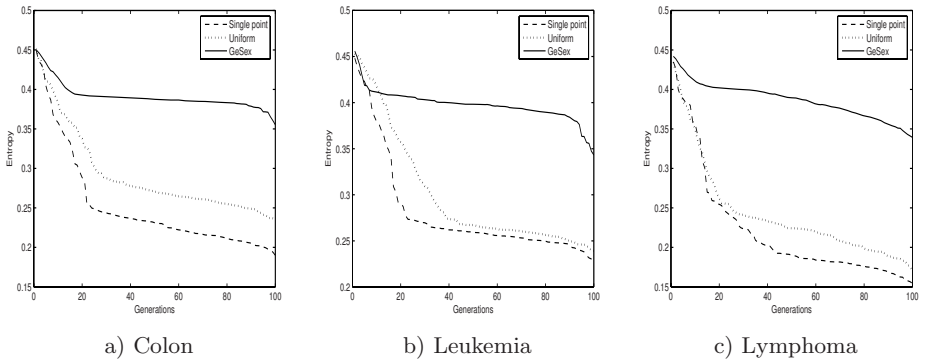 0.5
0.45
0.4
0.35
0.3
0.25
0.2
0.15
Entropy
0
20
40
60
80
100
Generations
Single point
Uniform
GeSex
a) Colon
0.5
0.45
0.4
0.35
0.3
0.25
0.2
Entropy
0
20
40
60
80
100
Generations
Single point
Uniform
GeSex
b) Leukemia
0.5
0.45
0.4
0.35
0.3
0.25
0.2
0.15
Entropy
0
20
40
60
80
100
Generations
Single point
Uniform
GeSex
c) Lymphoma